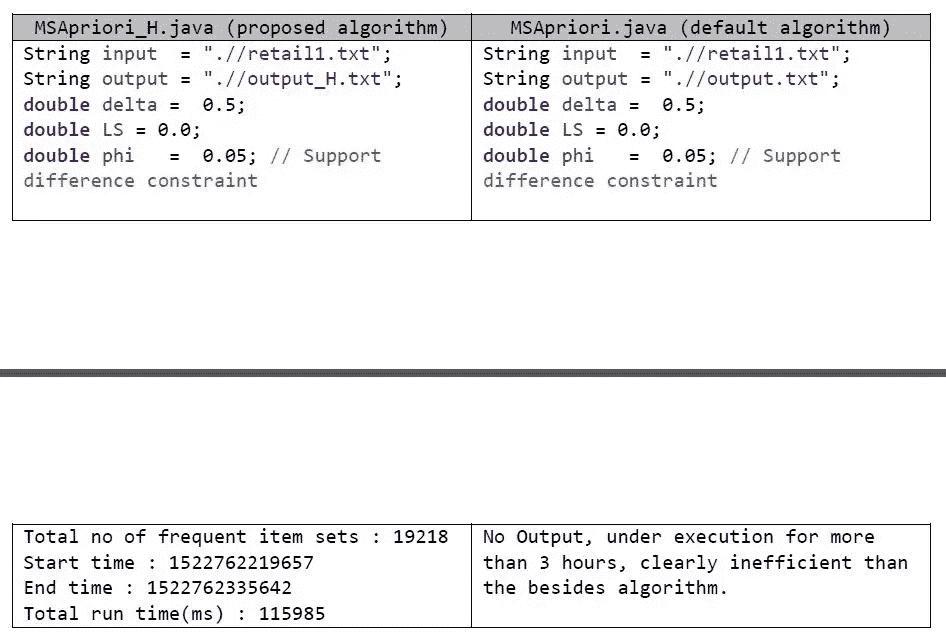 MSApriori_H.java (proposed algorithm)
String input = ".//retail1.txt";
String output = ".//output_H.txt";
double delta = 0.5;
double LS = 0.0;
double phi = 0.05; // Support
difference constraint
MSApriori.java (default algorithm)
String input = ".//retail1.txt";
String output = ".//output.txt";
double delta = 0.5;
double LS = 0.0;
double phi = 0.05; // Support
difference constraint
Total no of frequent item sets : 19218
Start time : 1522762219657
End time : 1522762335642
Total run time(ms) : 115985
No Output, under execution for more
than 3 hours, clearly inefficient than
the besides algorithm.